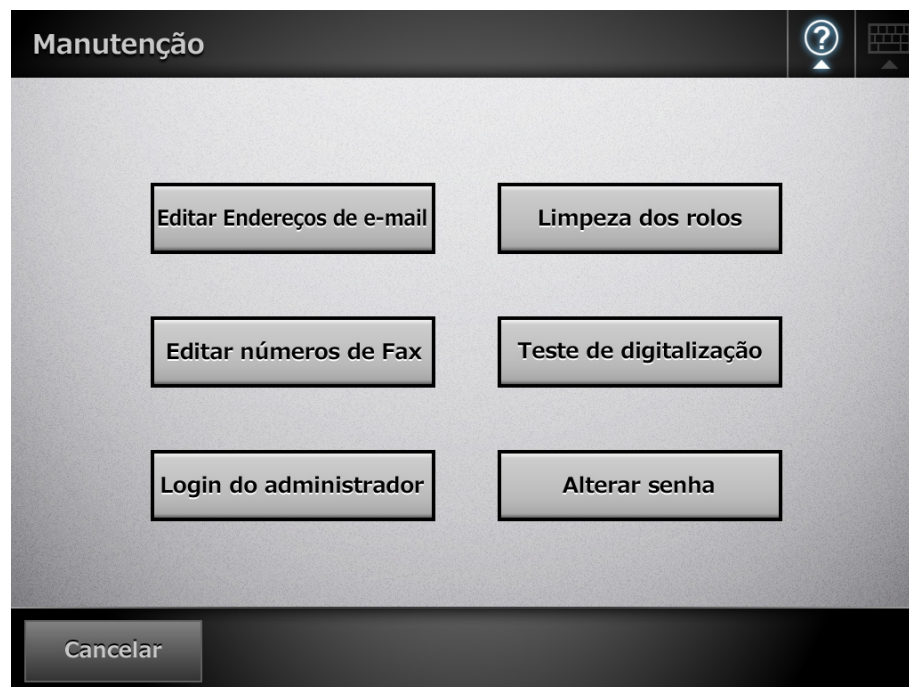 Manutenção
?
Editar Endereços de e-mail
Limpeza dos rolos
Editar números de Fax
Teste de digitalização
Login do administrador
Alterar senha
Cancelar